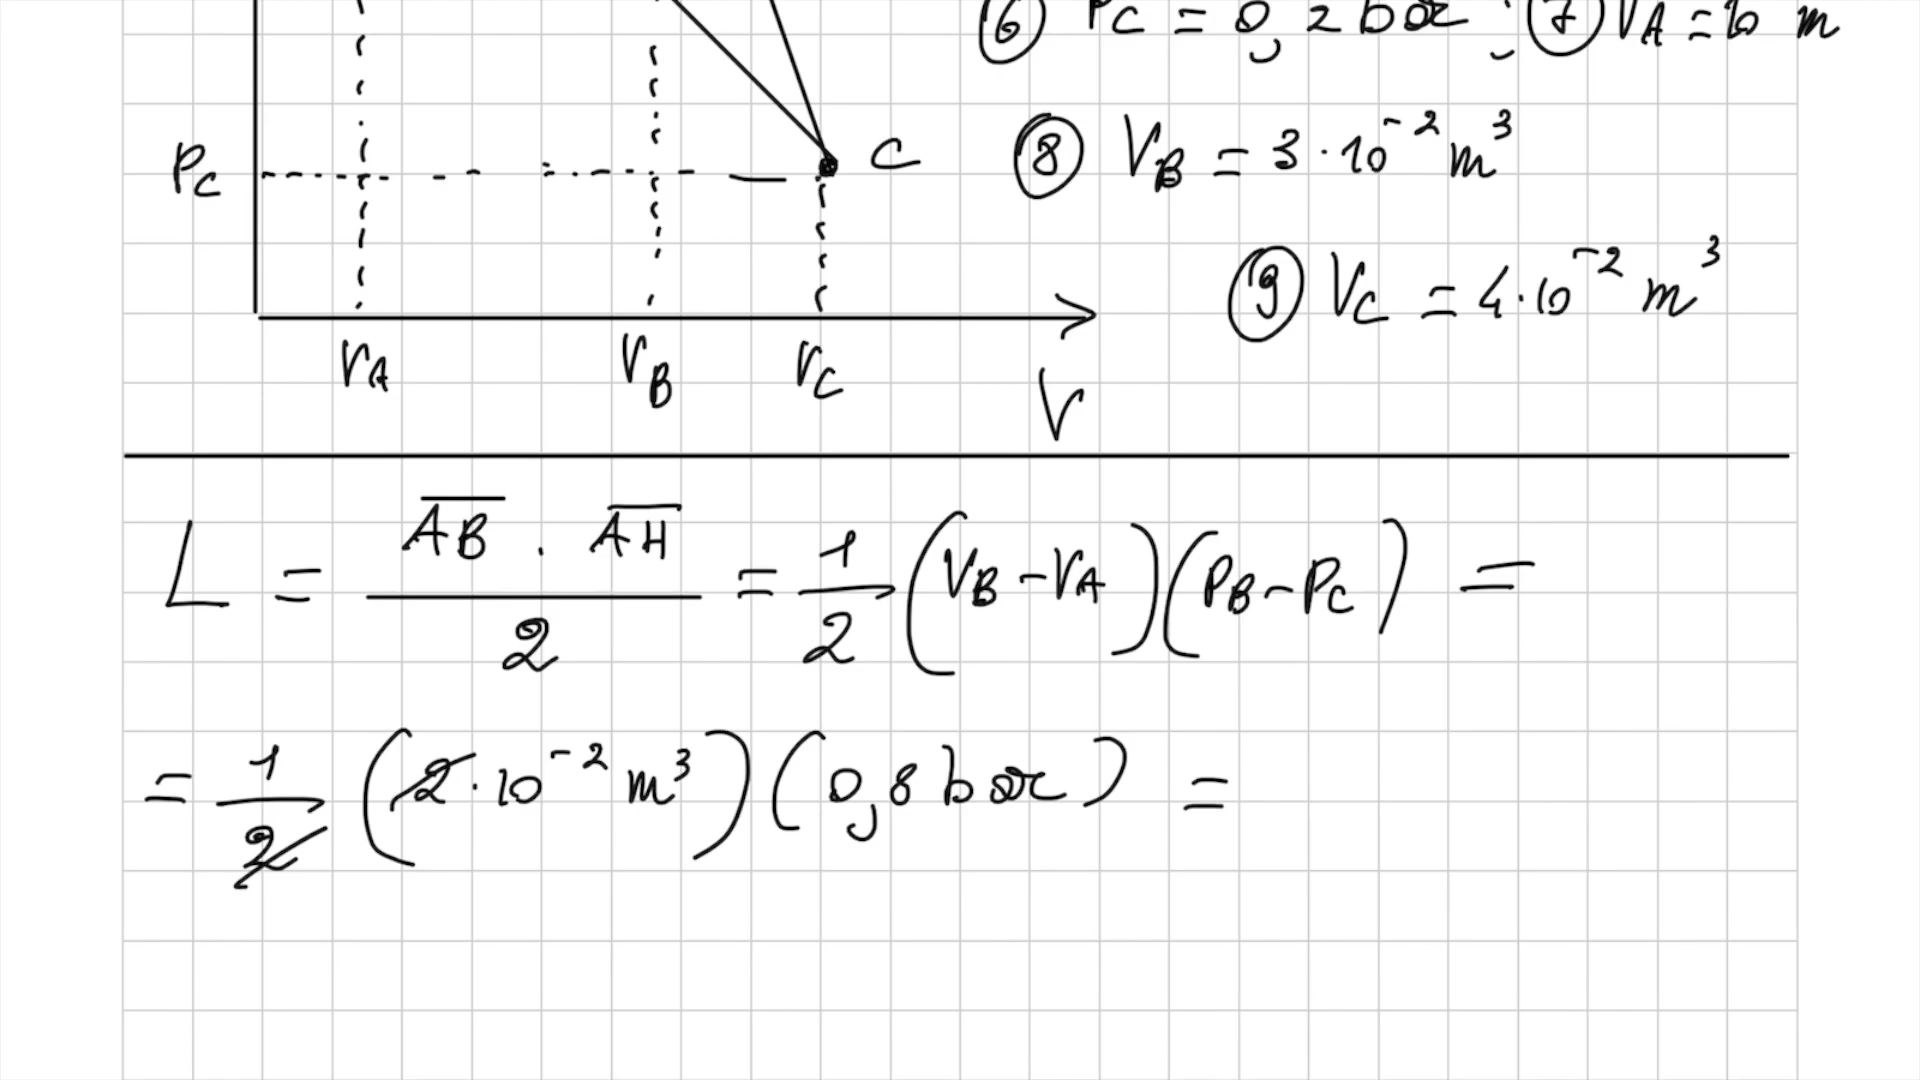 ⑥ PC = 0,2 bar ; ⑦ VA = 10 m
PC
C
⑧ VB = 3·10⁻² m³
⑨ VC = 4·10⁻² m³
VA VB VC V
L = AB̅ · AH̅ / 2 = 1/2 (VB − VA)(PB − PC) =
= 1/2 (2·10⁻² m³)(0,8 bar) =